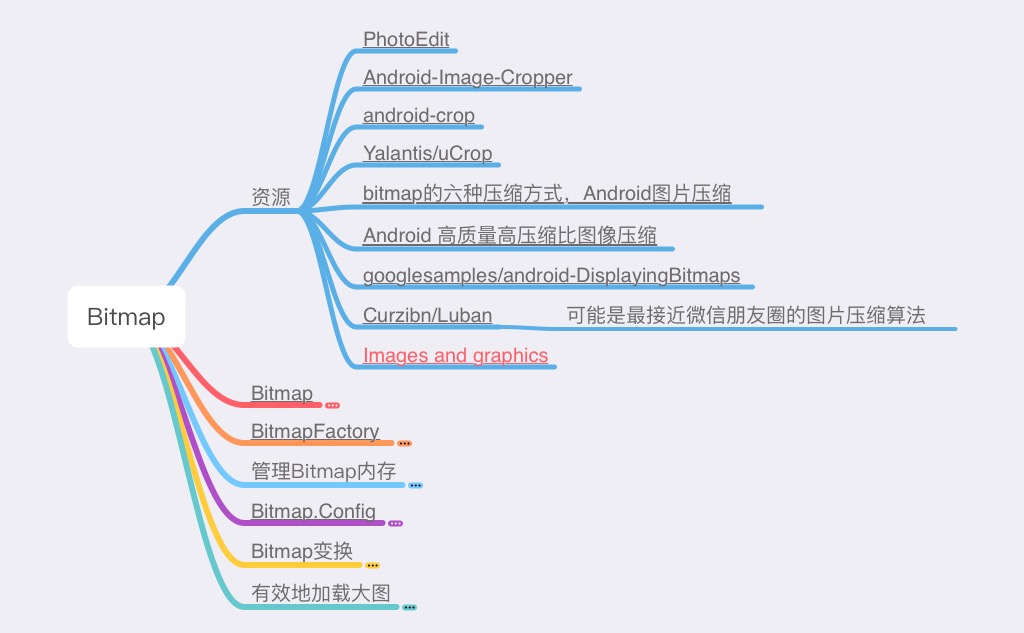 PhotoEdit
Android-Image-Cropper
android-crop
Yalantis/uCrop
资源
bitmap的六种压缩方式，Android图片压缩
Android 高质量高压缩比图像压缩
googlesamples/android-DisplayingBitmaps
Curzibn/Luban 可能是最接近微信朋友圈的图片压缩算法
Images and graphics
Bitmap
Bitmap
BitmapFactory
管理Bitmap内存
Bitmap.Config
Bitmap变换
有效地加载大图